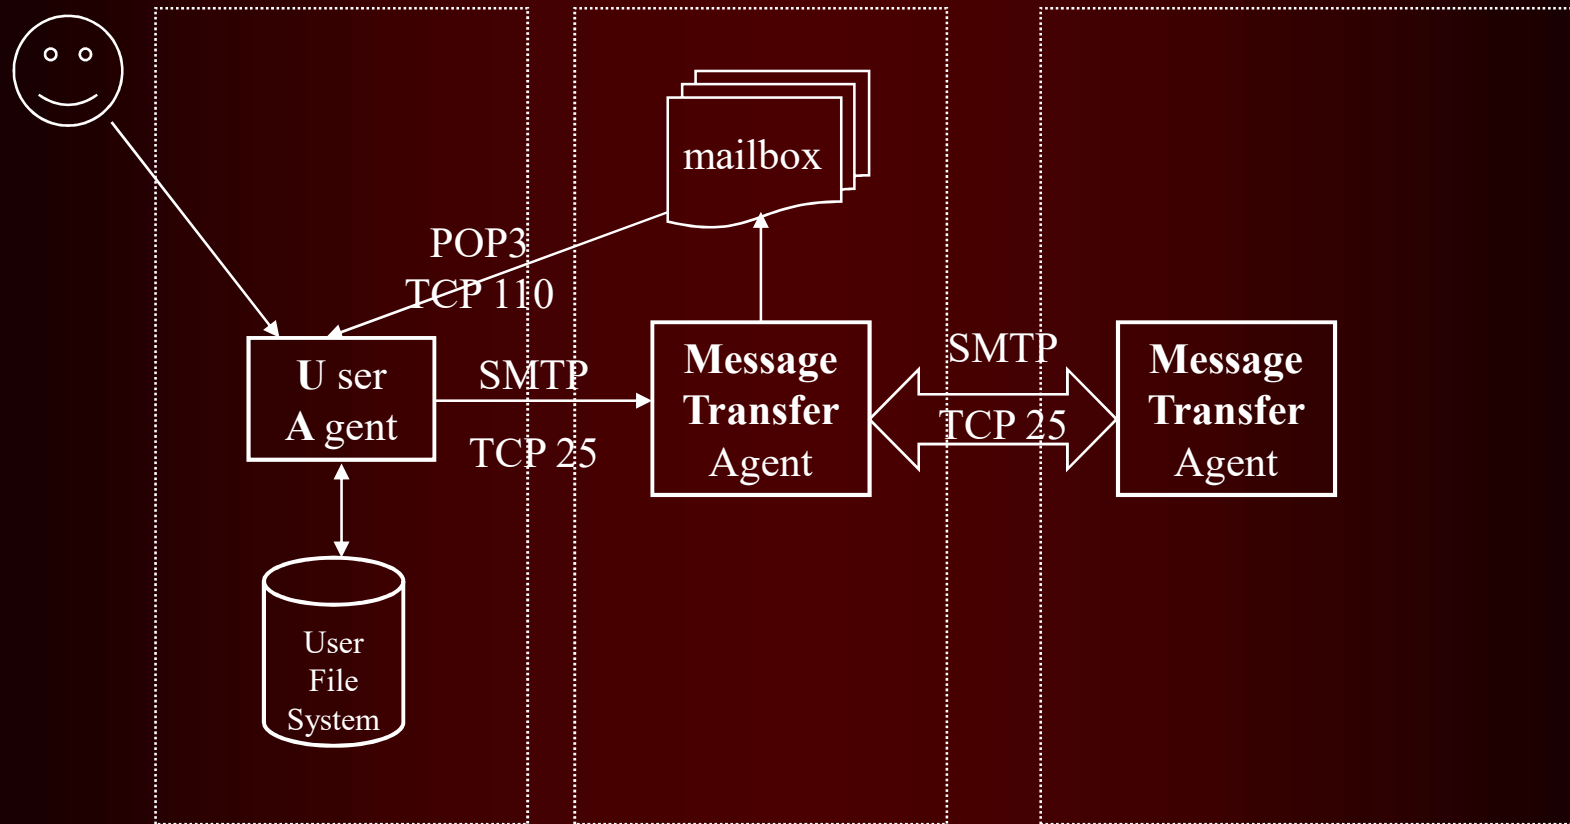 mailbox
POP3
TCP 110
U ser
A gent
SMTP
TCP 25
Message
Transfer
Agent
SMTP
TCP 25
Message
Transfer
Agent
User
File
System